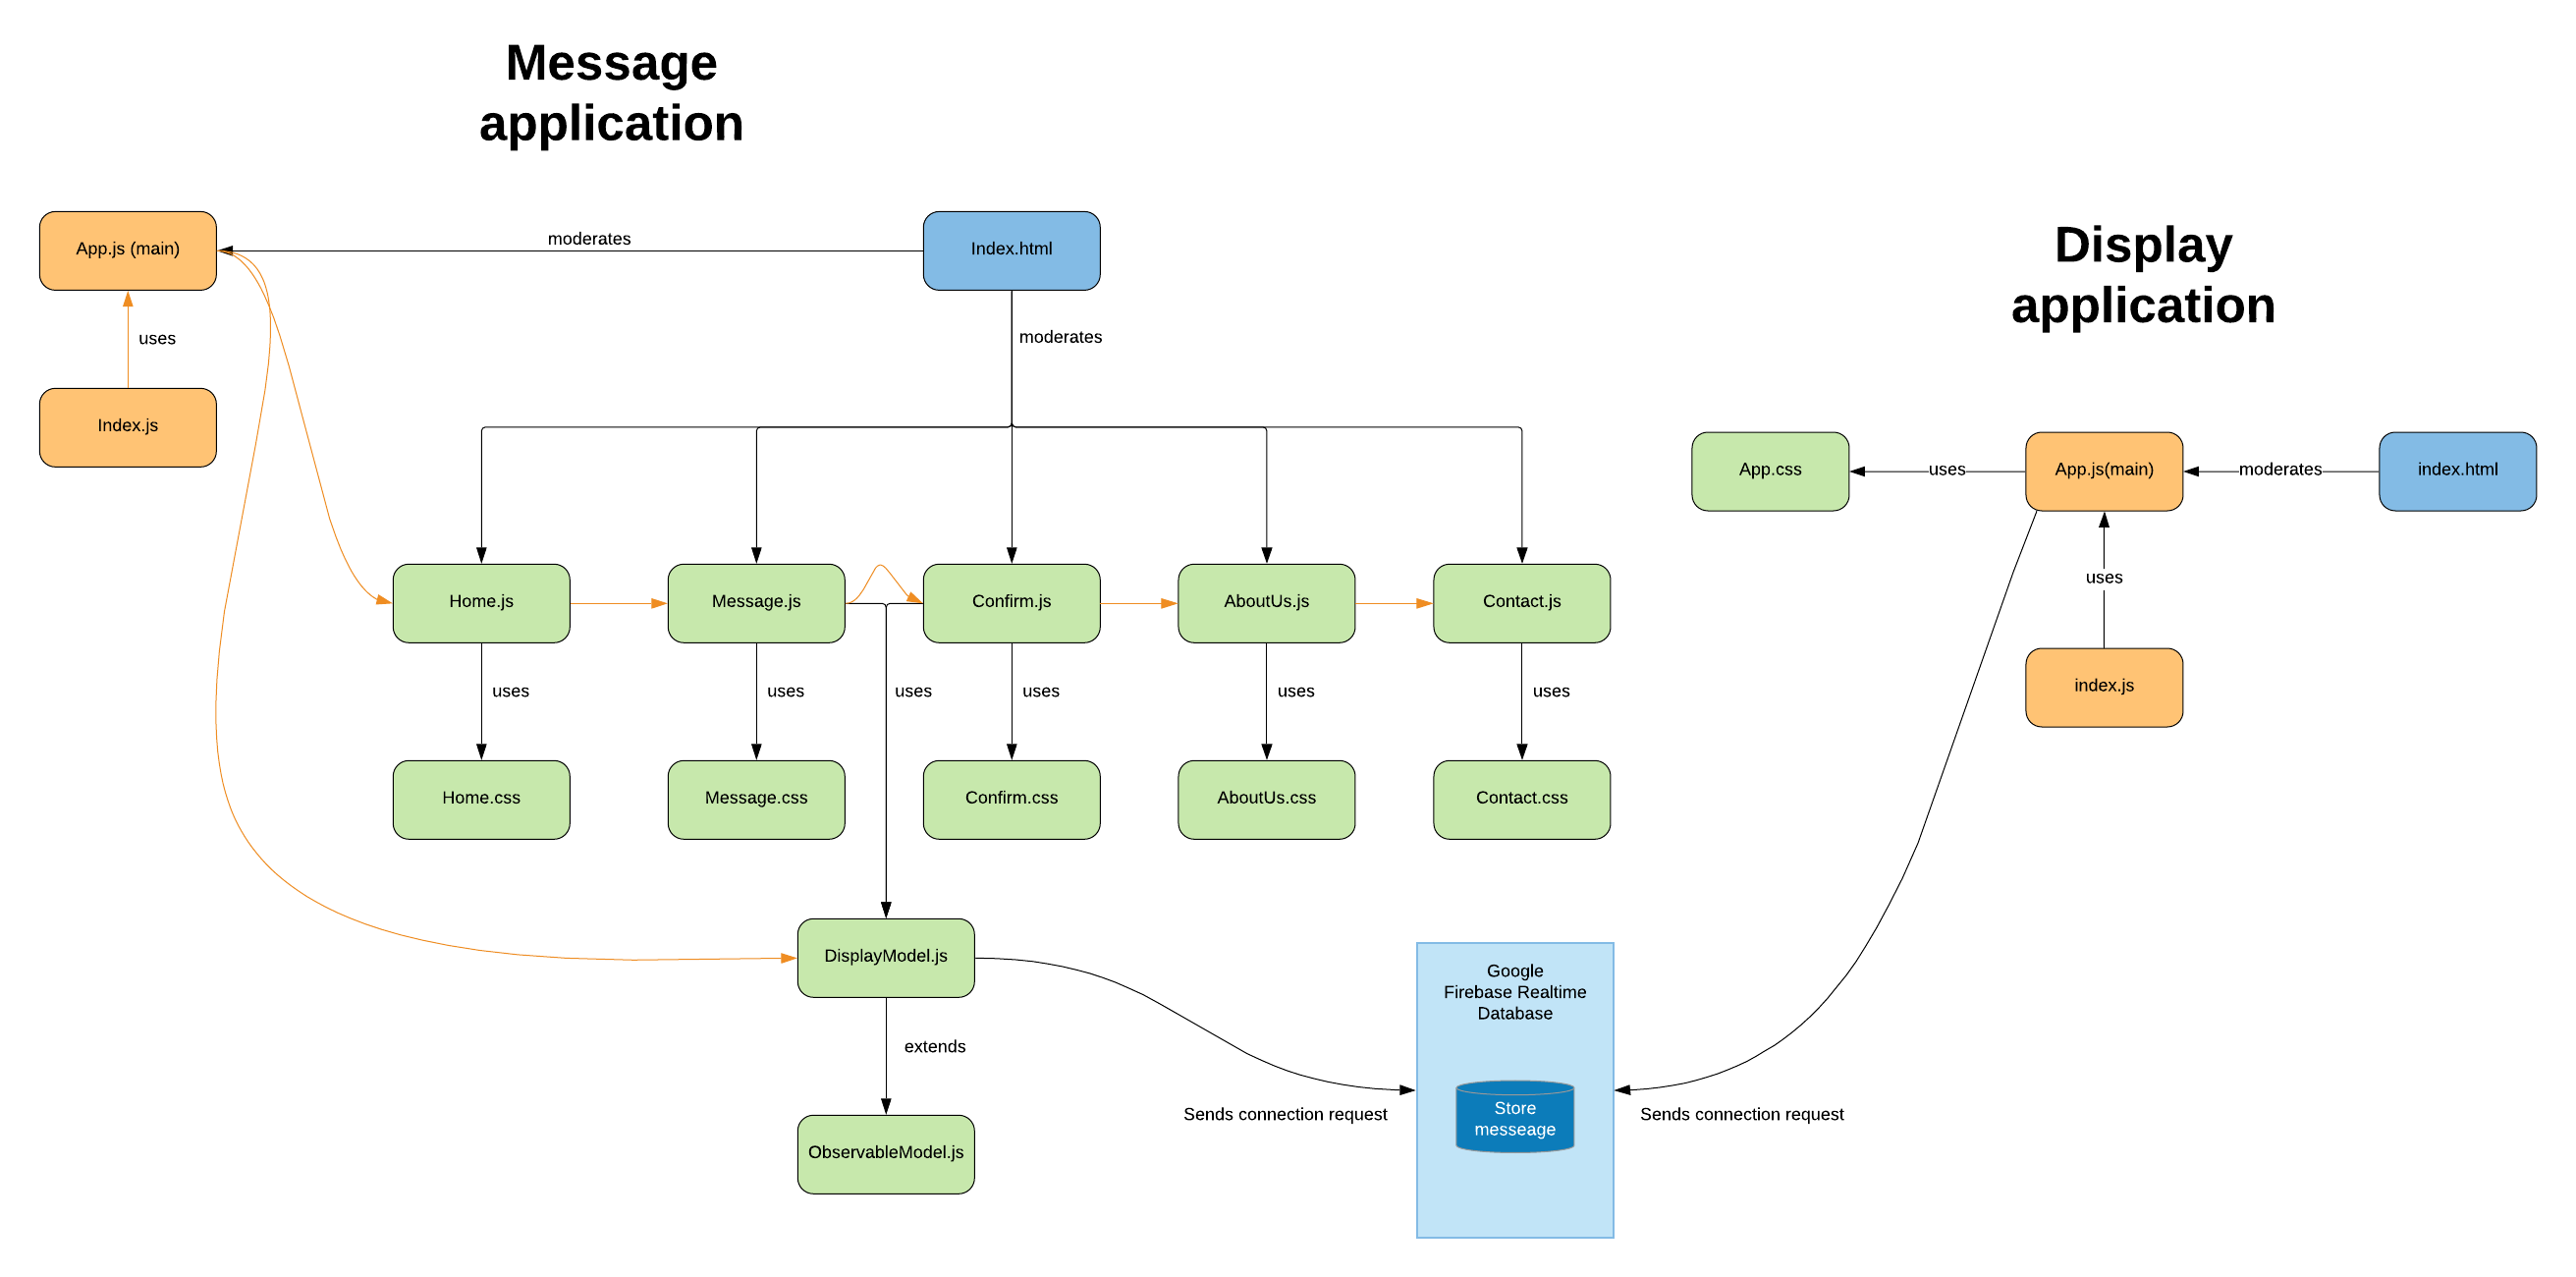 Message
application
Display
application
App.js (main)
moderates
Index.html
uses
moderates
Index.js
App.css
uses
App.js(main)
moderates
index.html
uses
index.js
Home.js
Message.js
Confirm.js
AboutUs.js
Contact.js
uses
uses
uses
uses
uses
uses
Home.css
Message.css
Confirm.css
AboutUs.css
Contact.css
DisplayModel.js
extends
ObservableModel.js
Google
Firebase Realtime
Database
Store
messeage
Sends connection request
Sends connection request